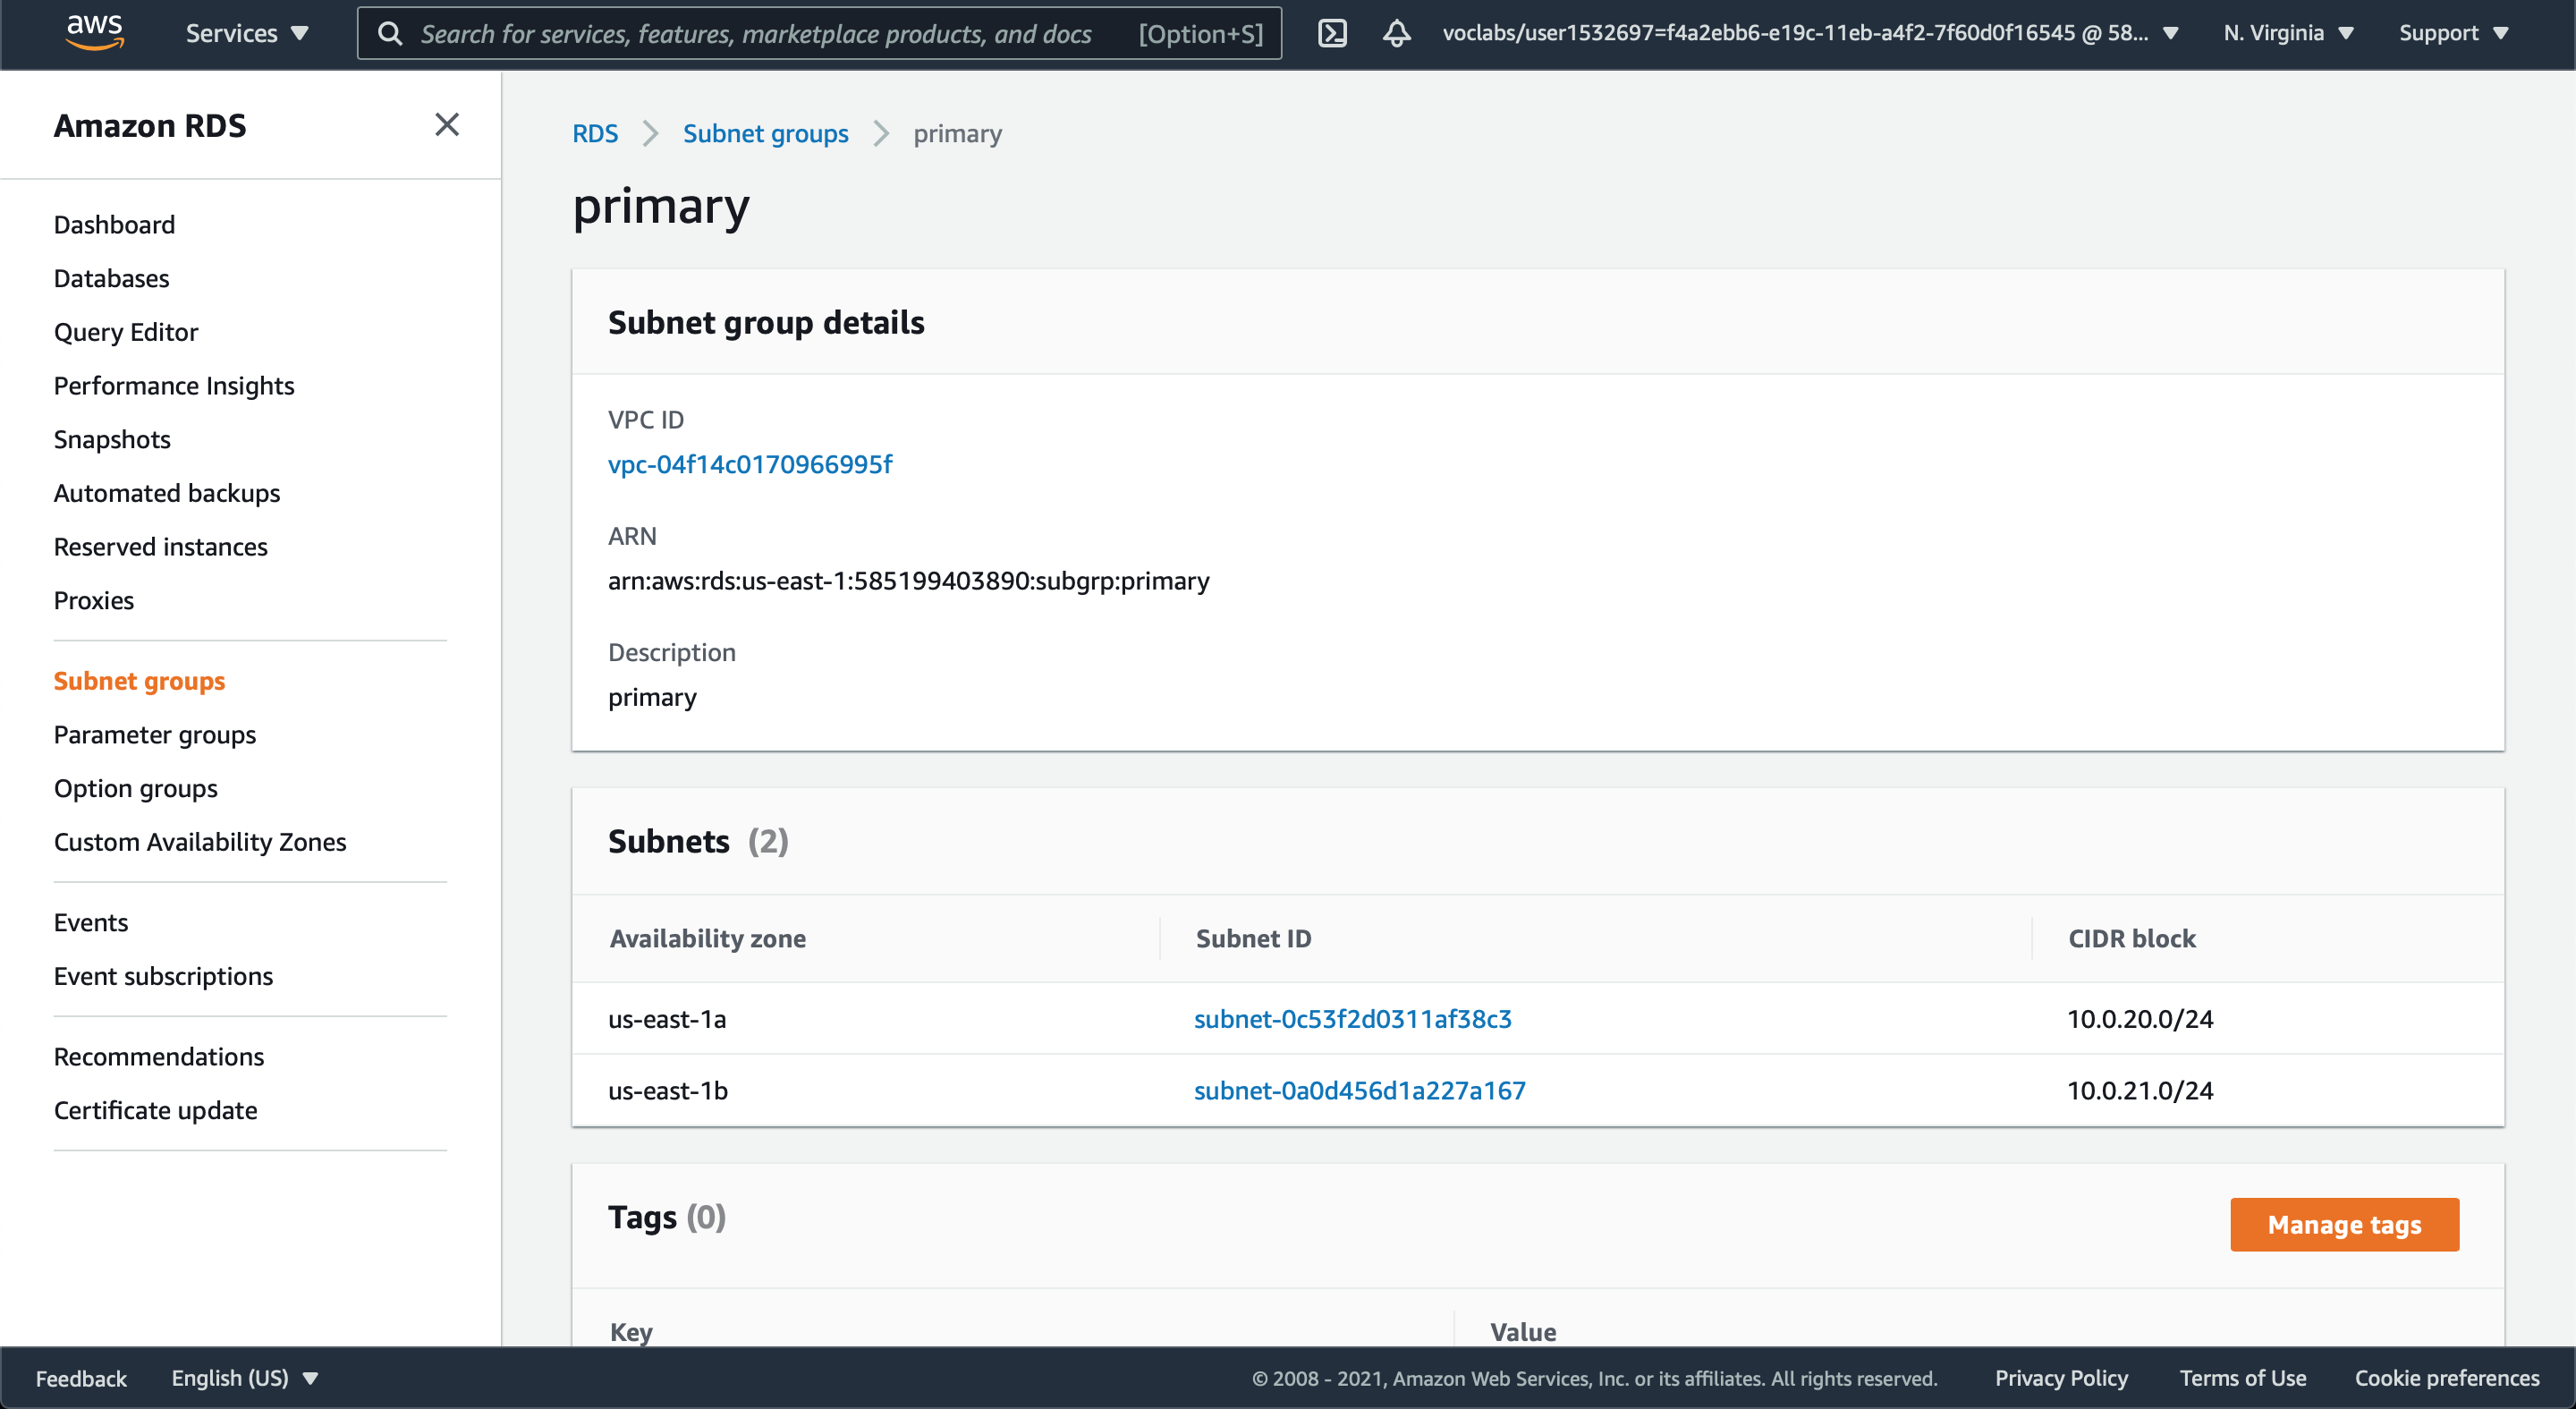 aws
Services
Search for services, features, marketplace products, and docs [Option+S]
voclabs/user1532697=f4a2ebb6-e19c-11eb-a4f2-7f60d0f16545 @ 58...
N. Virginia
Support
Amazon RDS
Dashboard
Databases
Query Editor
Performance Insights
Snapshots
Automated backups
Reserved instances
Proxies
Subnet groups
Parameter groups
Option groups
Custom Availability Zones
Events
Event subscriptions
Recommendations
Certificate update
RDS > Subnet groups > primary
primary
Subnet group details
VPC ID
vpc-04f14c0170966995f
ARN
arn:aws:rds:us-east-1:585199403890:subgrp:primary
Description
primary
Subnets (2)
Availability zone Subnet ID CIDR block
us-east-1a subnet-0c53f2d0311af38c3 10.0.20.0/24
us-east-1b subnet-0a0d456d1a227a167 10.0.21.0/24
Tags (0)
Manage tags
Key Value
Feedback English (US) © 2008 - 2021, Amazon Web Services, Inc. or its affiliates. All rights reserved. Privacy Policy Terms of Use Cookie preferences